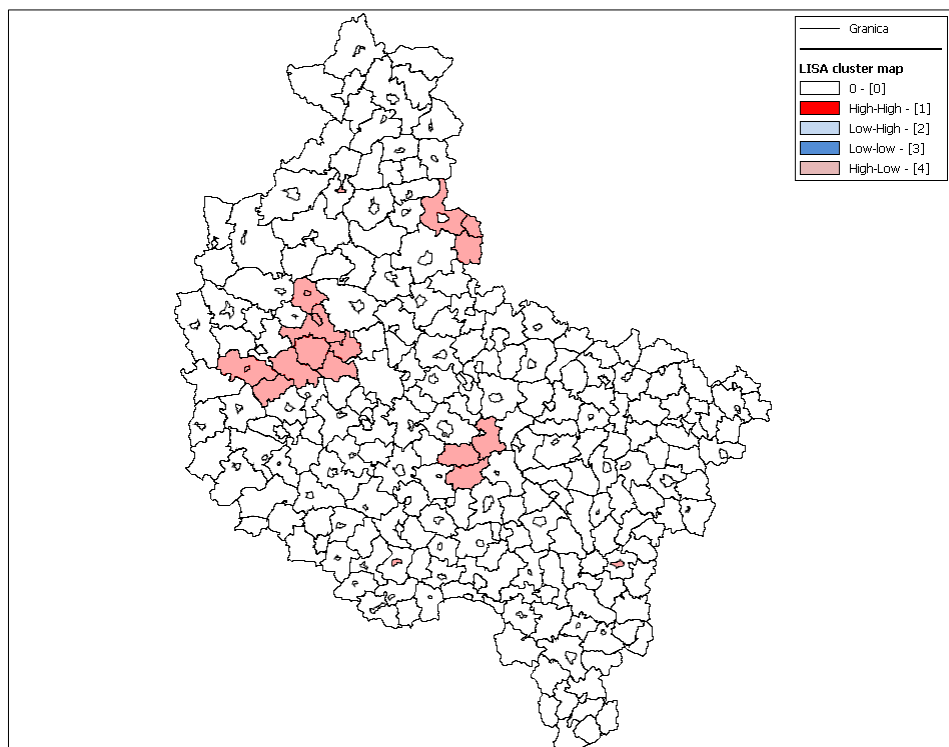 Granica
LISA cluster map
0 - [0]
High-High - [1]
Low-High - [2]
Low-low - [3]
High-Low - [4]